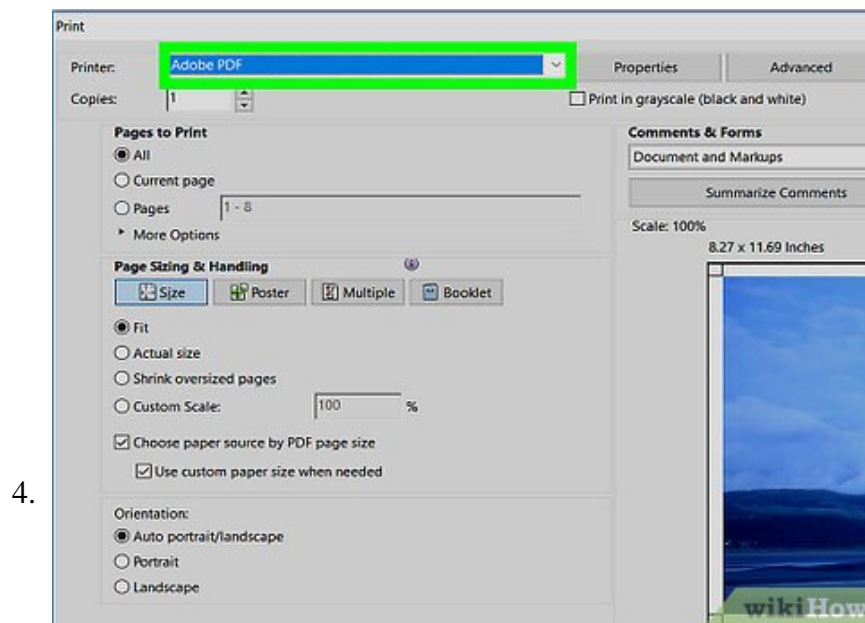 Print
Printer: Adobe PDF Properties Advanced
Copies: 1 Print in grayscale (black and white)
Pages to Print
All
Current page
Pages 1 - 8
More Options
Comments & Forms
Document and Markups
Summarize Comments
Scale: 100%
8.27 x 11.69 Inches
Page Sizing & Handling
Size Poster Multiple Booklet
Fit
Actual size
Shrink oversized pages
Custom Scale: 100 %
Choose paper source by PDF page size
Use custom paper size when needed
4.
Orientation:
Auto portrait/landscape
Portrait
Landscape
wikiHow